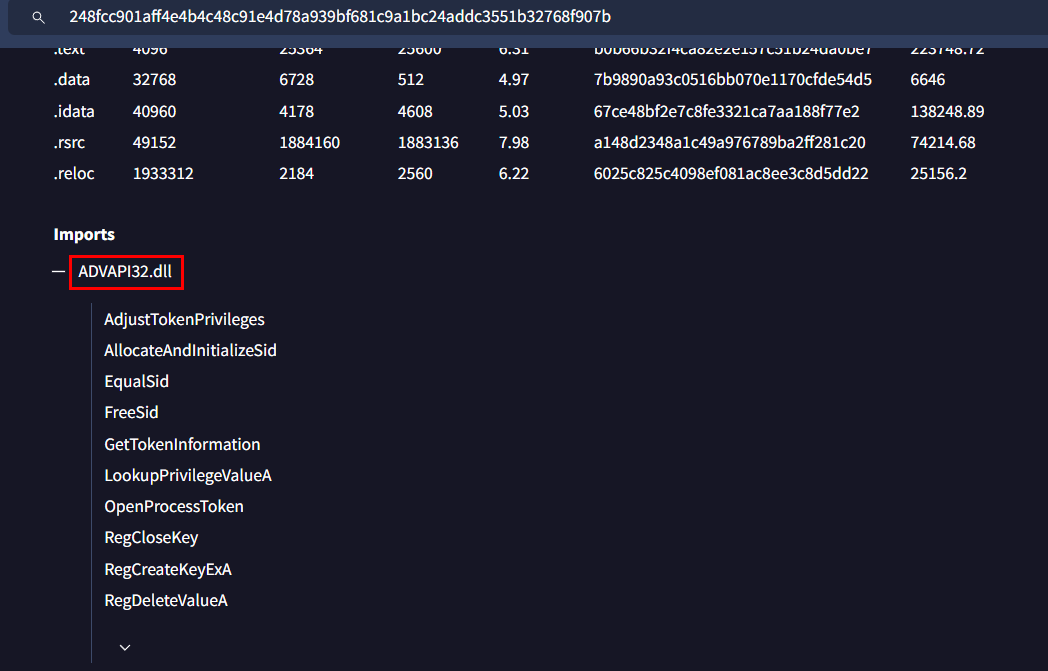 248fcc901aff4e4b4c48c91e4d78a939bf681c9a1bc24addc3551b32768f907b
.text 4096 25364 25600 6.31 b0b66b32f4ca82e2e157c51b24da0be7 223748.72
.data 32768 6728 512 4.97 7b9890a93c0516bb070e1170cfde54d5 6646
.idata 40960 4178 4608 5.03 67ce48bf2e7c8fe3321ca7aa188f77e2 138248.89
.rsrc 49152 1884160 1883136 7.98 a148d2348a1c49a976789ba2ff281c20 74214.68
.reloc 1933312 2184 2560 6.22 6025c825c4098ef081ac8ee3c8d5dd22 25156.2
Imports
ADVAPI32.dll
AdjustTokenPrivileges
AllocateAndInitializeSid
EqualSid
FreeSid
GetTokenInformation
LookupPrivilegeValueA
OpenProcessToken
RegCloseKey
RegCreateKeyExA
RegDeleteValueA